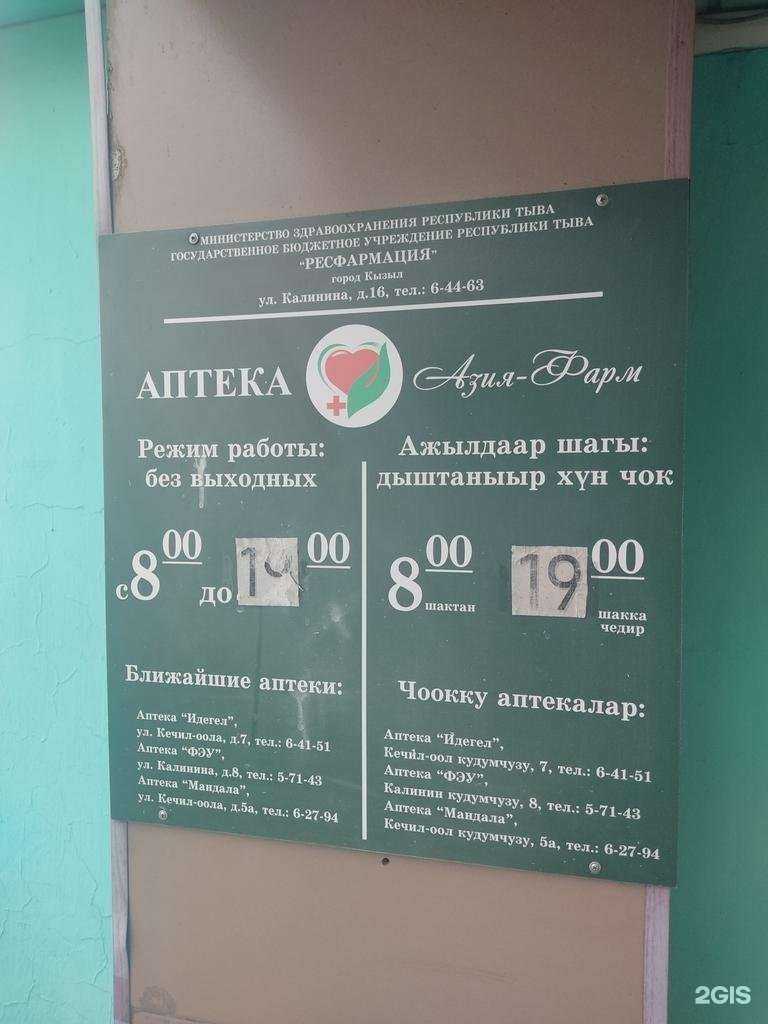 МИНИСТЕРСТВО ЗДРАВООХРАНЕНИЯ РЕСПУБЛИКИ ТЫВА
ГОСУДАРСТВЕННОЕ БЮДЖЕТНОЕ УЧРЕЖДЕНИЕ РЕСПУБЛИКИ ТЫВА
"РЕСФАРМАЦИЯ"
город Кызыл
ул. Калинина, д.16, тел.: 6-44-63
АПТЕКА Азия-Фарм
Режим работы:
без выходных
с 8 00 до 00
Ближайшие аптеки:
Аптека "Идегел",
ул. Кечил-оола, д.7, тел.: 6-41-51
Аптека "ФЭУ",
ул. Калинина, д.8, тел.: 5-71-43
Аптека "Мандала",
ул. Кечил-оола, д.5а, тел.: 6-27-94
Ажылдаар шагы:
дыштаныыр хүн чок
8 00 шактан 19 00 шакка
чедир
Чоокку аптекалар:
Аптека "Идегел",
Кечил-оол кудумчузу, 7, тел.: 6-41-51
Аптека "ФЭУ",
Калинин кудумчузу, 8, тел.: 5-71-43
Аптека "Мандала",
Кечил-оол кудумчузу, 5а, тел.: 6-27-94
2GIS